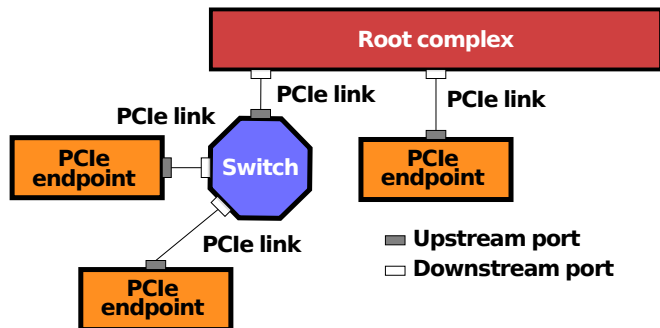 Root complex
PCIe link
PCIe link
PCIe link
PCIe
endpoint
Switch
PCIe
endpoint
PCIe link
Upstream port
Downstream port
PCIe
endpoint